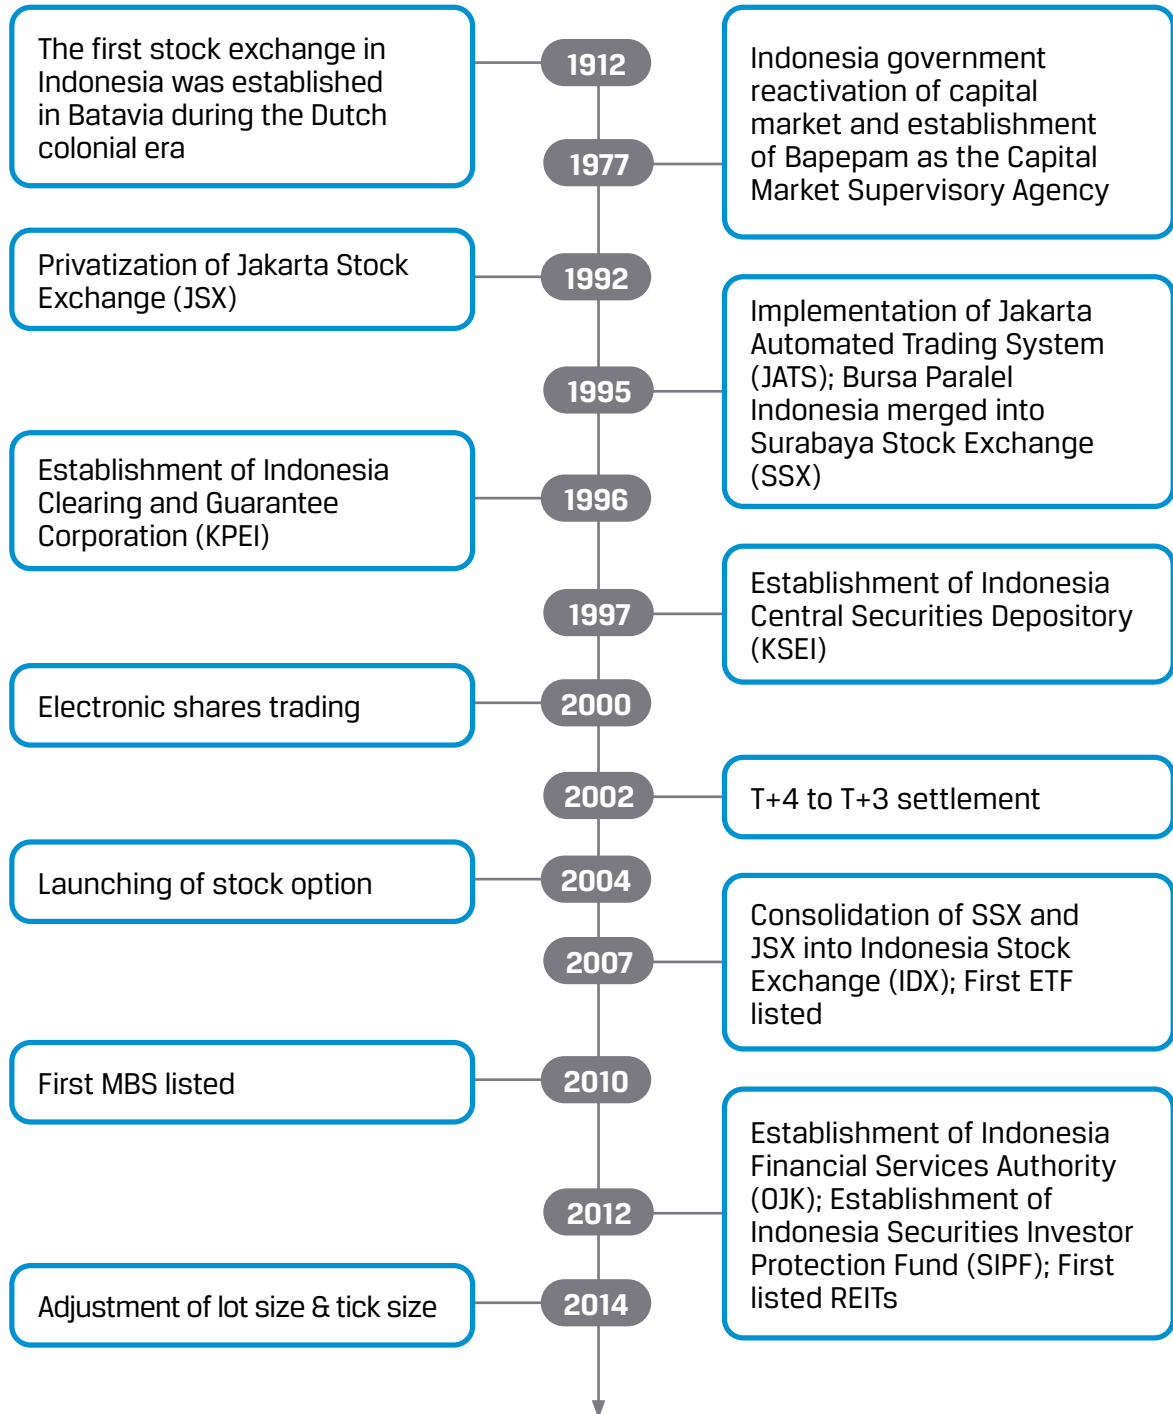 The first stock exchange in
Indonesia was established
in Batavia during the Dutch
colonial era
1912
Indonesia government
reactivation of capital
market and establishment
of Bapepam as the Capital
Market Supervisory Agency
1977
Privatization of Jakarta Stock
Exchange (JSX)
1992
Implementation of Jakarta
Automated Trading System
(JATS); Bursa Paralel
Indonesia merged into
Surabaya Stock Exchange
(SSX)
1995
Establishment of Indonesia
Clearing and Guarantee
Corporation (KPEI)
1996
Establishment of Indonesia
Central Securities Depository
(KSEI)
1997
Electronic shares trading
2000
T+4 to T+3 settlement
2002
Launching of stock option
2004
Consolidation of SSX and
JSX into Indonesia Stock
Exchange (IDX); First ETF
listed
2007
First MBS listed
2010
Establishment of Indonesia
Financial Services Authority
(OJK); Establishment of
Indonesia Securities Investor
Protection Fund (SIPF); First
listed REITs
2012
Adjustment of lot size & tick size
2014